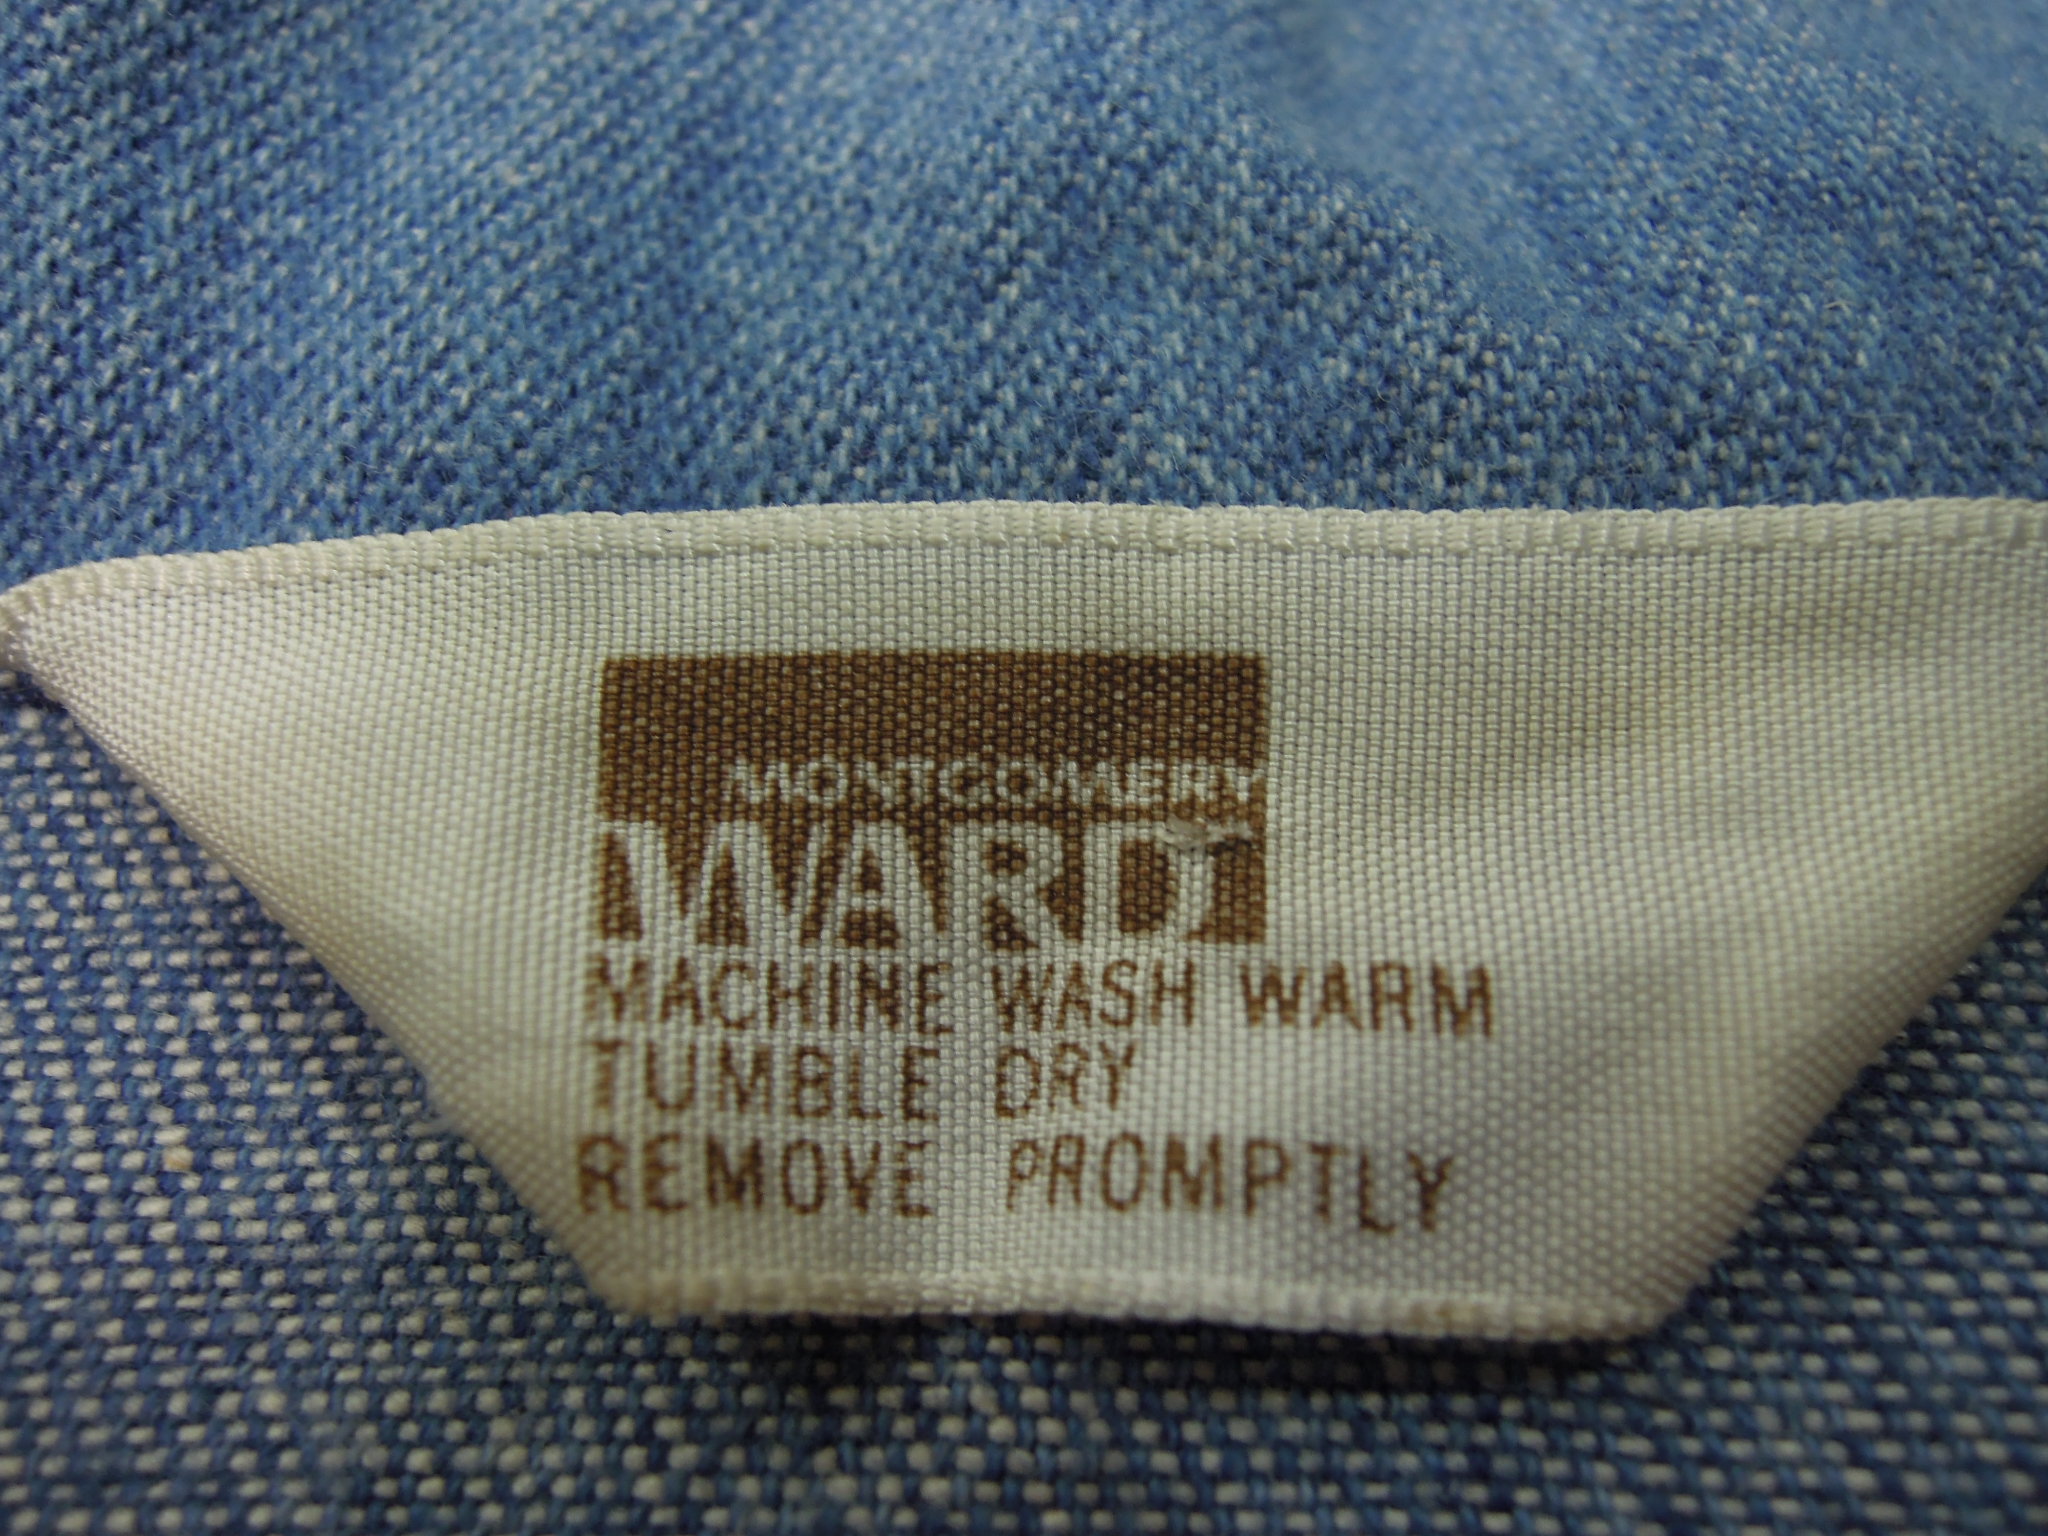 MONTGOMERY
WARD
MACHINE WASH WARM
TUMBLE DRY
REMOVE PROMPTLY